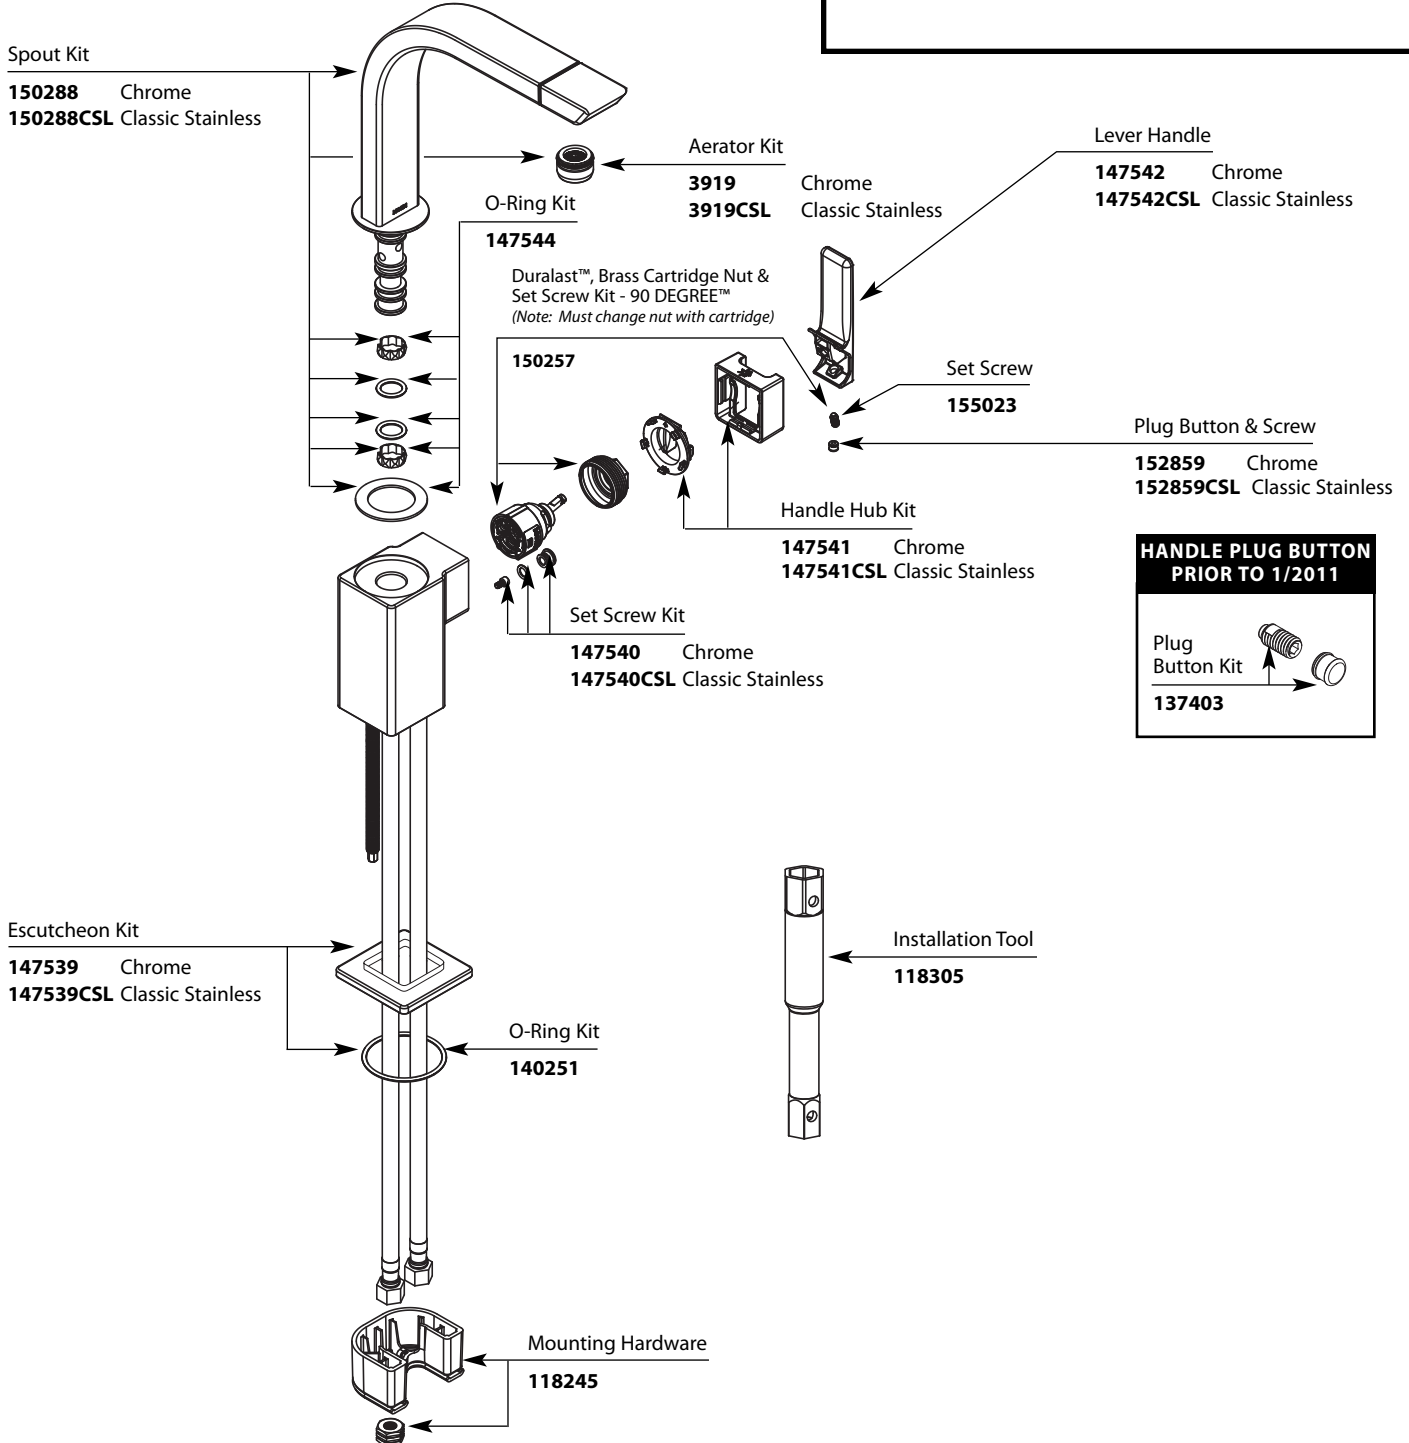 Spout Kit
150288 Chrome
150288CSL Classic Stainless
Aerator Kit
3919 Chrome
3919CSL Classic Stainless
Lever Handle
147542 Chrome
147542CSL Classic Stainless
O-Ring Kit
147544
Duralast™, Brass Cartridge Nut &
Set Screw Kit - 90 DEGREE™
(Note: Must change nut with cartridge)
150257
Set Screw
155023
Plug Button & Screw
152859 Chrome
152859CSL Classic Stainless
Handle Hub Kit
147541 Chrome
147541CSL Classic Stainless
HANDLE PLUG BUTTON
PRIOR TO 1/2011
Plug
Button Kit
137403
Set Screw Kit
147540 Chrome
147540CSL Classic Stainless
Escutcheon Kit
147539 Chrome
147539CSL Classic Stainless
Installation Tool
118305
O-Ring Kit
140251
Mounting Hardware
118245